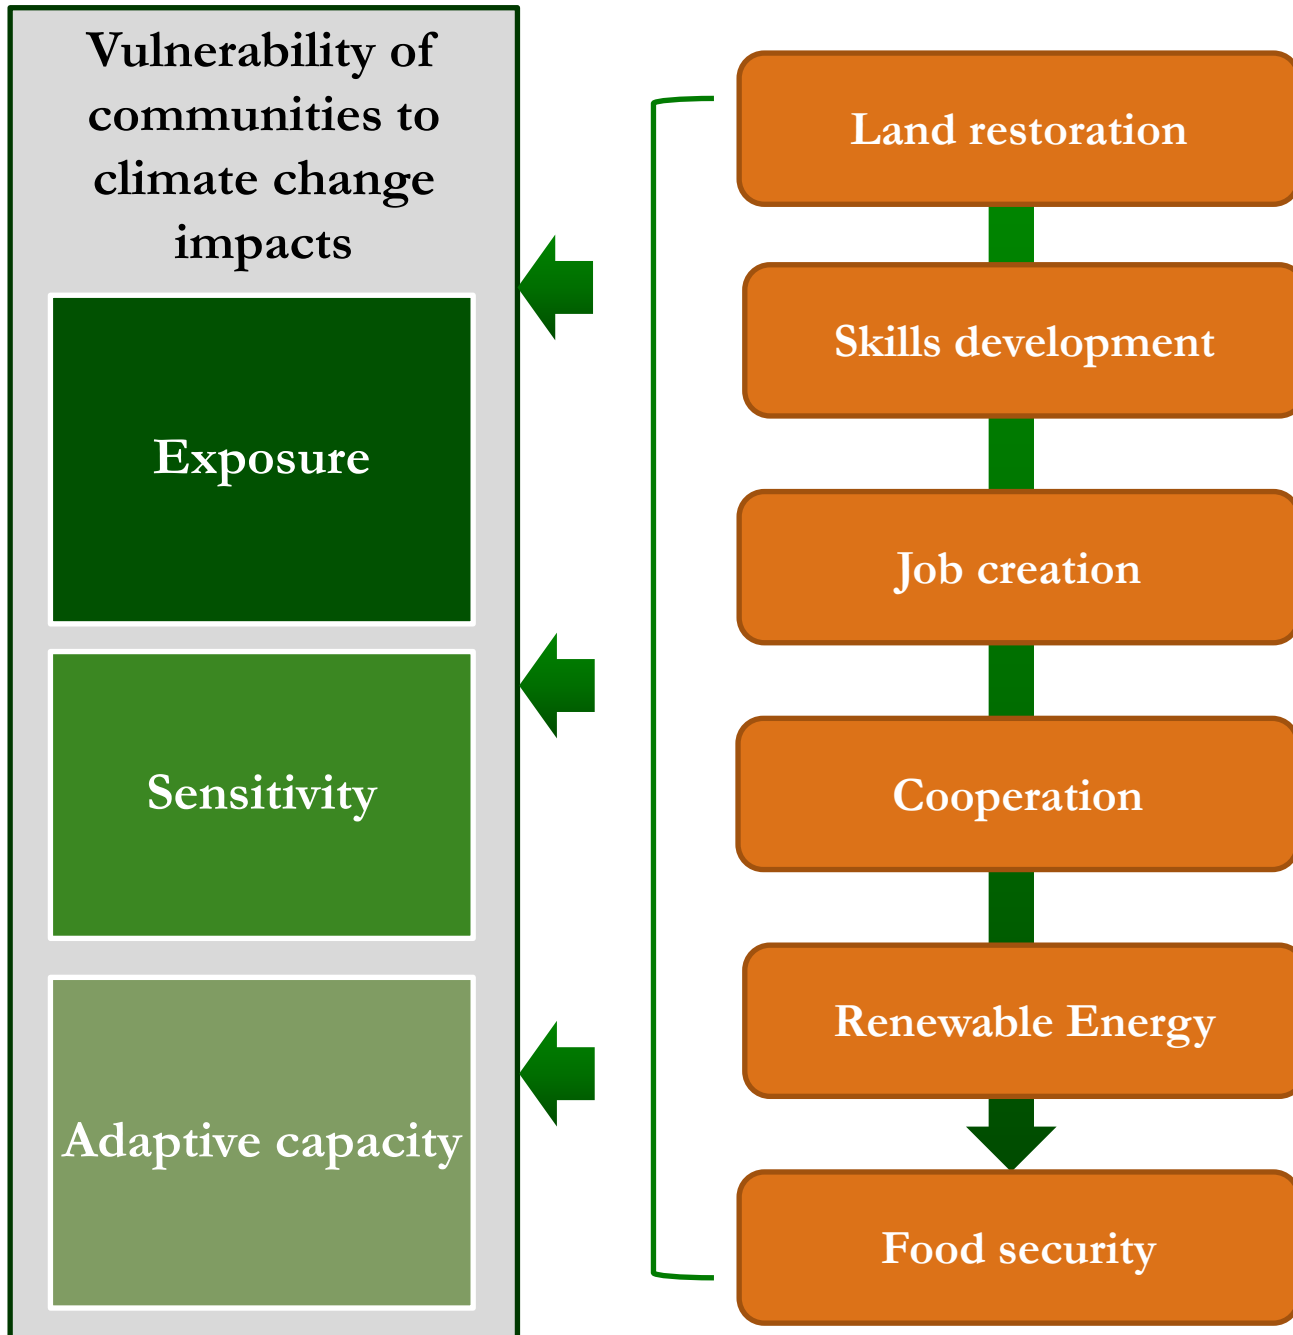 Vulnerability of
communities to
climate change
impacts
Exposure
Sensitivity
Adaptive capacity
Land restoration
Skills development
Job creation
Cooperation
Renewable Energy
Food security